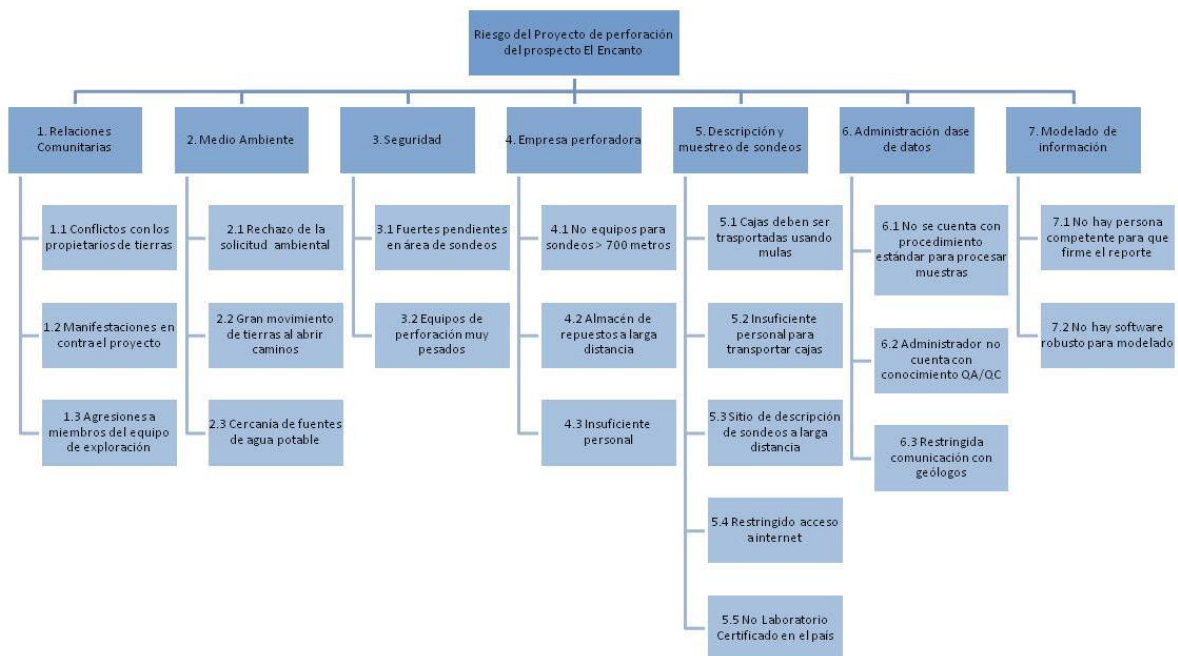 Riesgo del Proyecto de perforación
del prospecto El Encanto
1. Relaciones
Comunitarias
1.1 Conflictos con los
propietarios de tierras
1.2 Manifestaciones en
contra el proyecto
1.3 Agresiones a
miembros del equipo
de exploración
2. Medio Ambiente
2.1 Rechazo de la
solicitud ambiental
2.2 Gran movimiento
de tierras al abrir
caminos
2.3 Cercanía de fuentes
de agua potable
3. Seguridad
3.1 Fuertes pendientes
en área de sondeos
3.2 Equipos de
perforación muy
pesados
4. Empresa perforadora
4.1 No equipos para
sondeos > 700 metros
4.2 Almacén de
repuestos a larga
distancia
4.3 Insuficiente
personal
5. Descripción y
muestreo de sondeos
5.1 Cajas deben ser
trasportadas usando
mulas
5.2 Insuficiente
personal para
transportar cajas
5.3 Sitio de descripción
de sondeos a larga
distancia
5.4 Restringido acceso
a internet
5.5 No Laboratorio
Certificado en el país
6. Administración dase
de datos
6.1 No se cuenta con
procedimiento
estándar para procesar
muestras
6.2 Administrador no
cuenta con
conocimiento QA/QC
6.3 Restringida
comunicación con
geólogos
7. Modelado de
información
7.1 No hay persona
competente para que
firme el reporte
7.2 No hay software
robusto para modelado